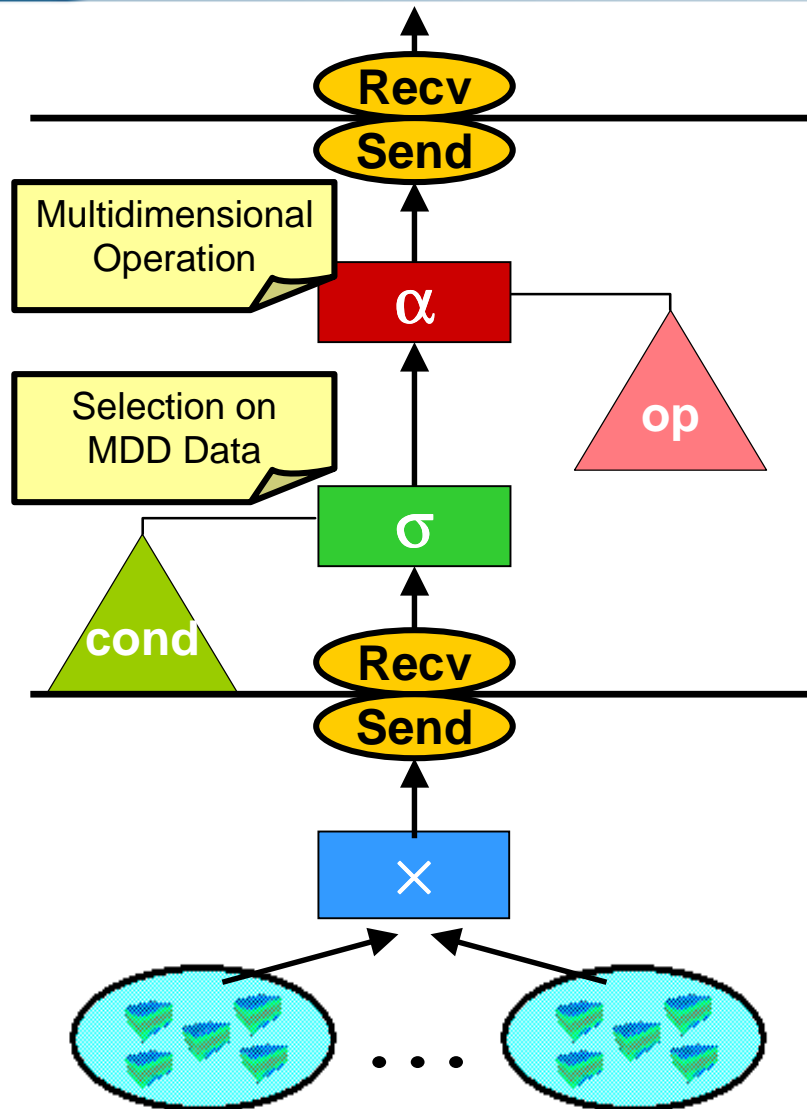 Recv
Send
Multidimensional
Operation
α
op
Selection on
MDD Data
σ
cond
Recv
Send
×
...